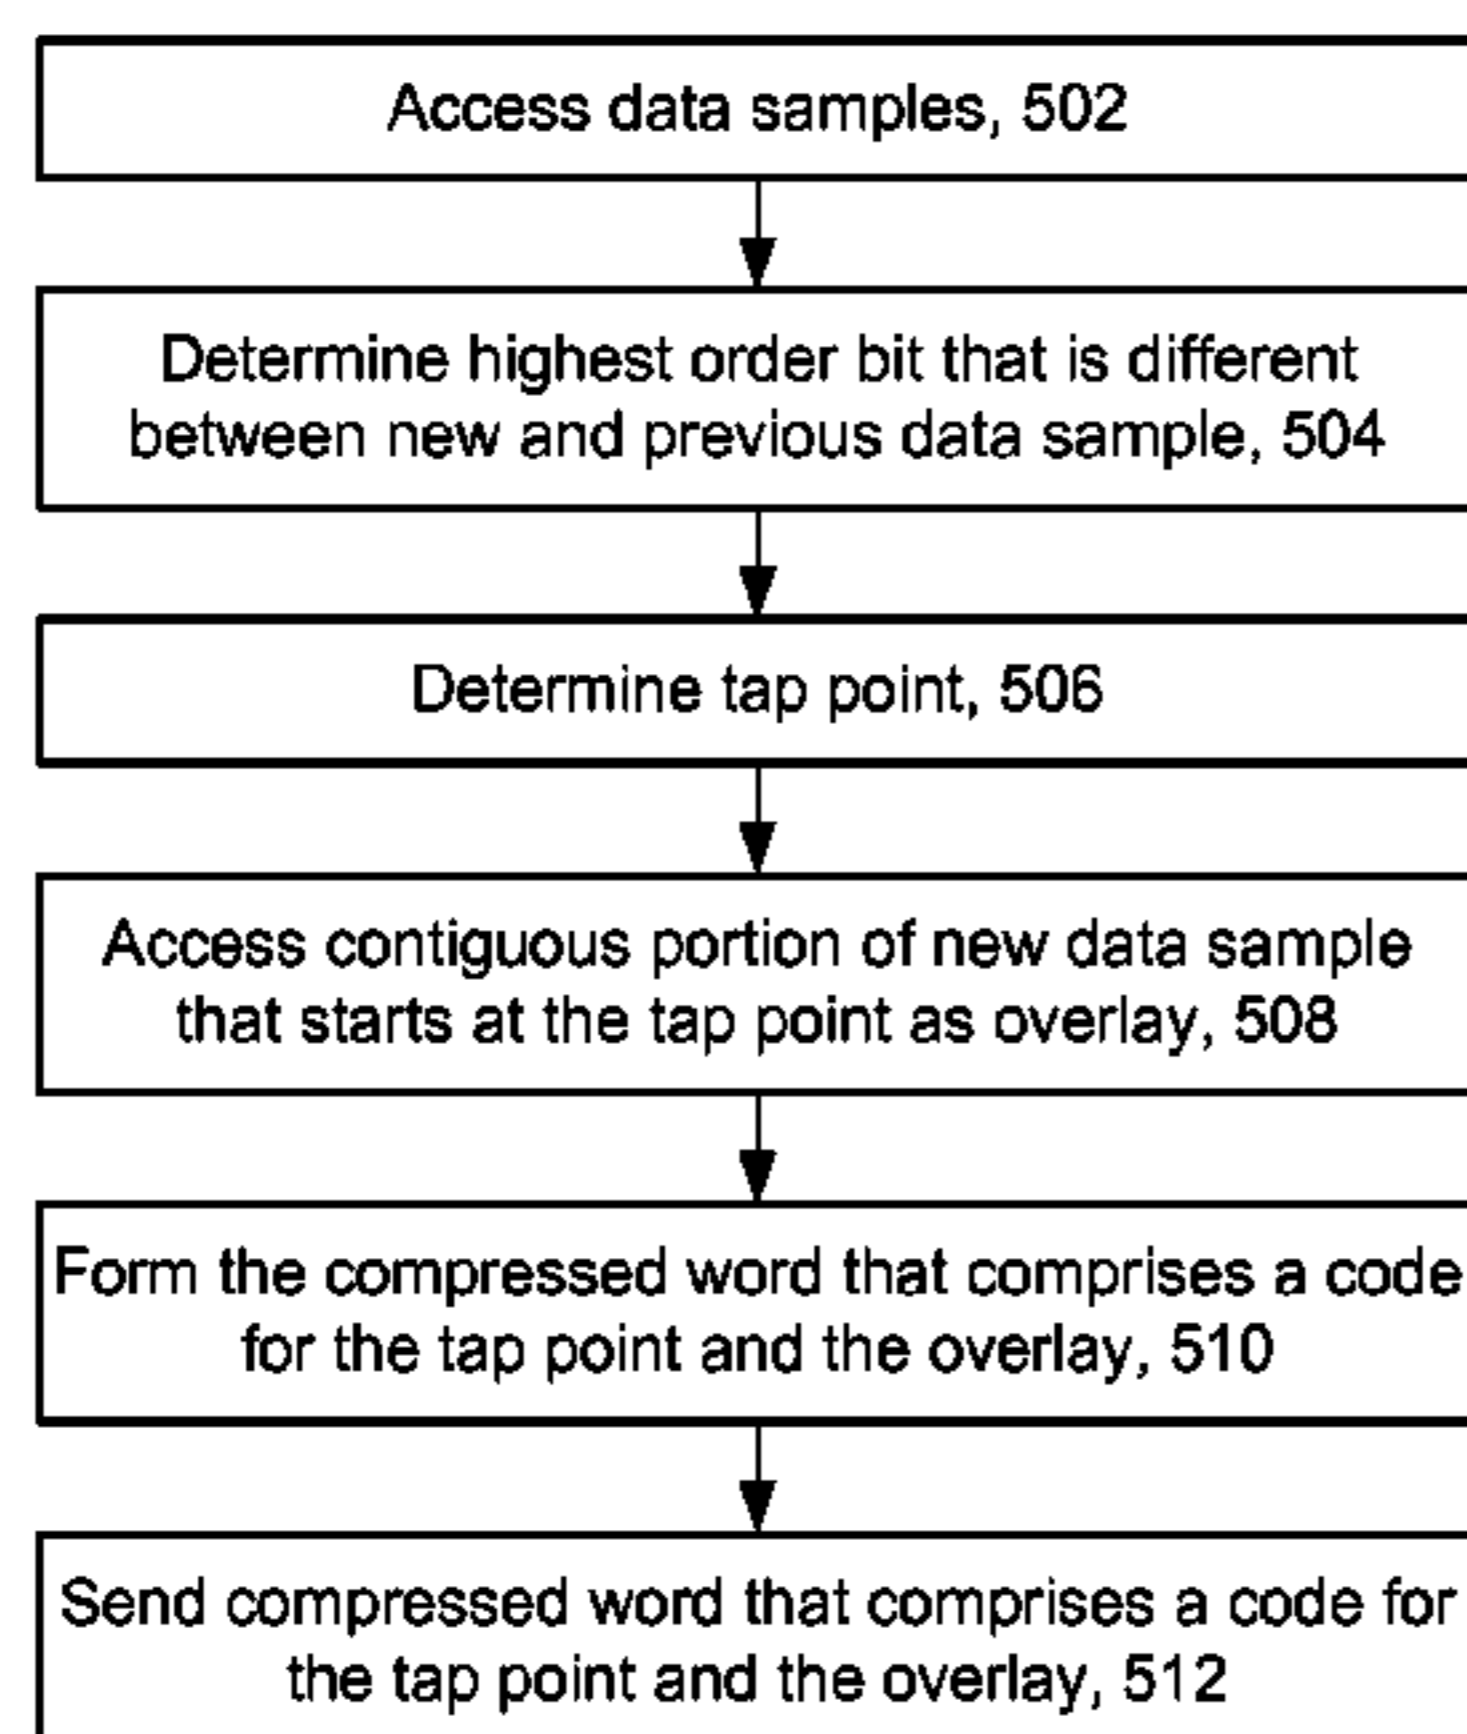 Access data samples, 502
Determine highest order bit that is different
between new and previous data sample, 504
Determine tap point, 506
Access contiguous portion of new data sample
that starts at the tap point as overlay, 508
Form the compressed word that comprises a code
for the tap point and the overlay, 510
Send compressed word that comprises a code for
the tap point and the overlay, 512